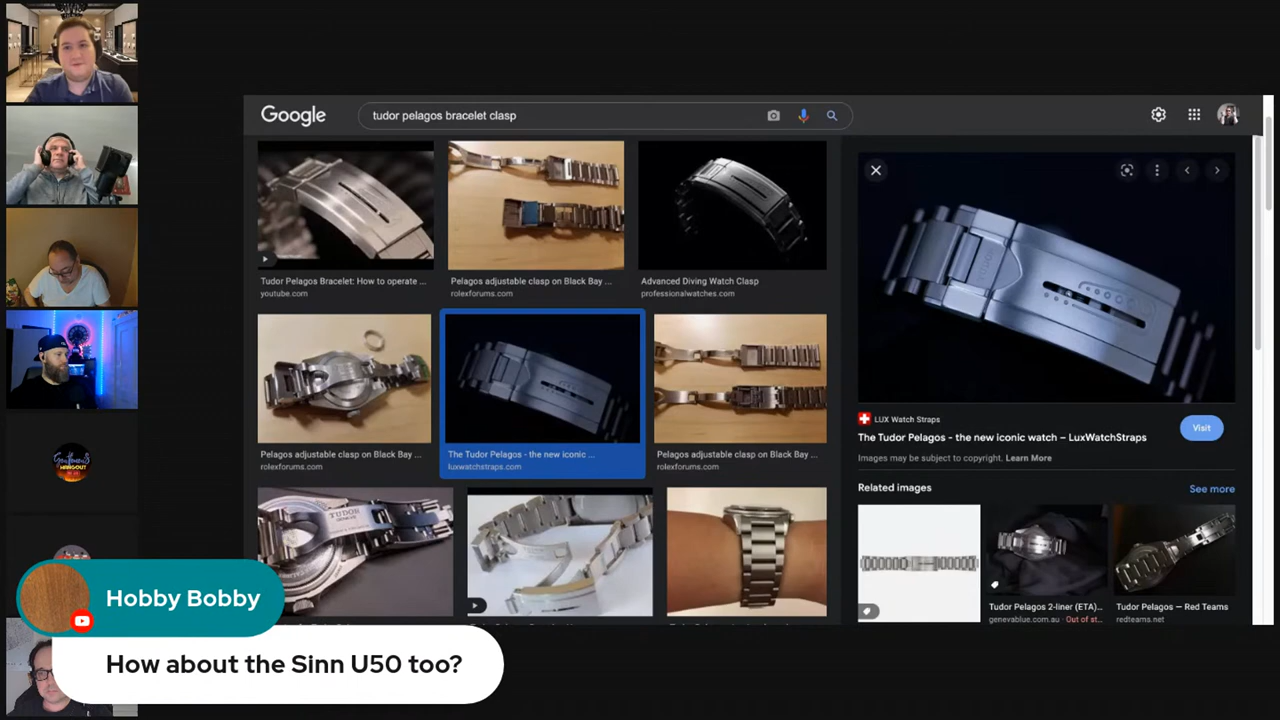 Google
tudor pelagos bracelet clasp
Tudor Pelagos Bracelet: How to operate ...
youtube.com
Pelagos adjustable clasp on Black Bay ...
rolexforums.com
Advanced Diving Watch Clasp
professionalwatches.com
Pelagos adjustable clasp on Black Bay ...
rolexforums.com
The Tudor Pelagos - the new iconic ...
luxwatchstraps.com
Pelagos adjustable clasp on Black Bay ...
rolexforums.com
TUDOR
LUX Watch Straps
The Tudor Pelagos - the new iconic watch – LuxWatchStraps
Visit
Images may be subject to copyright. Learn More
Related images
See more
Tudor Pelagos 2-liner (ETA)...
genevablue.com.au · Out of st...
Tudor Pelagos — Red Teams
redteams.net
Hobby Bobby
How about the Sinn U50 too?